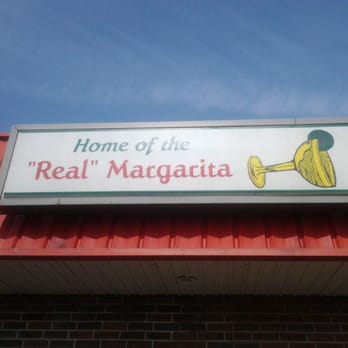 Home of the
"Real" Margarita